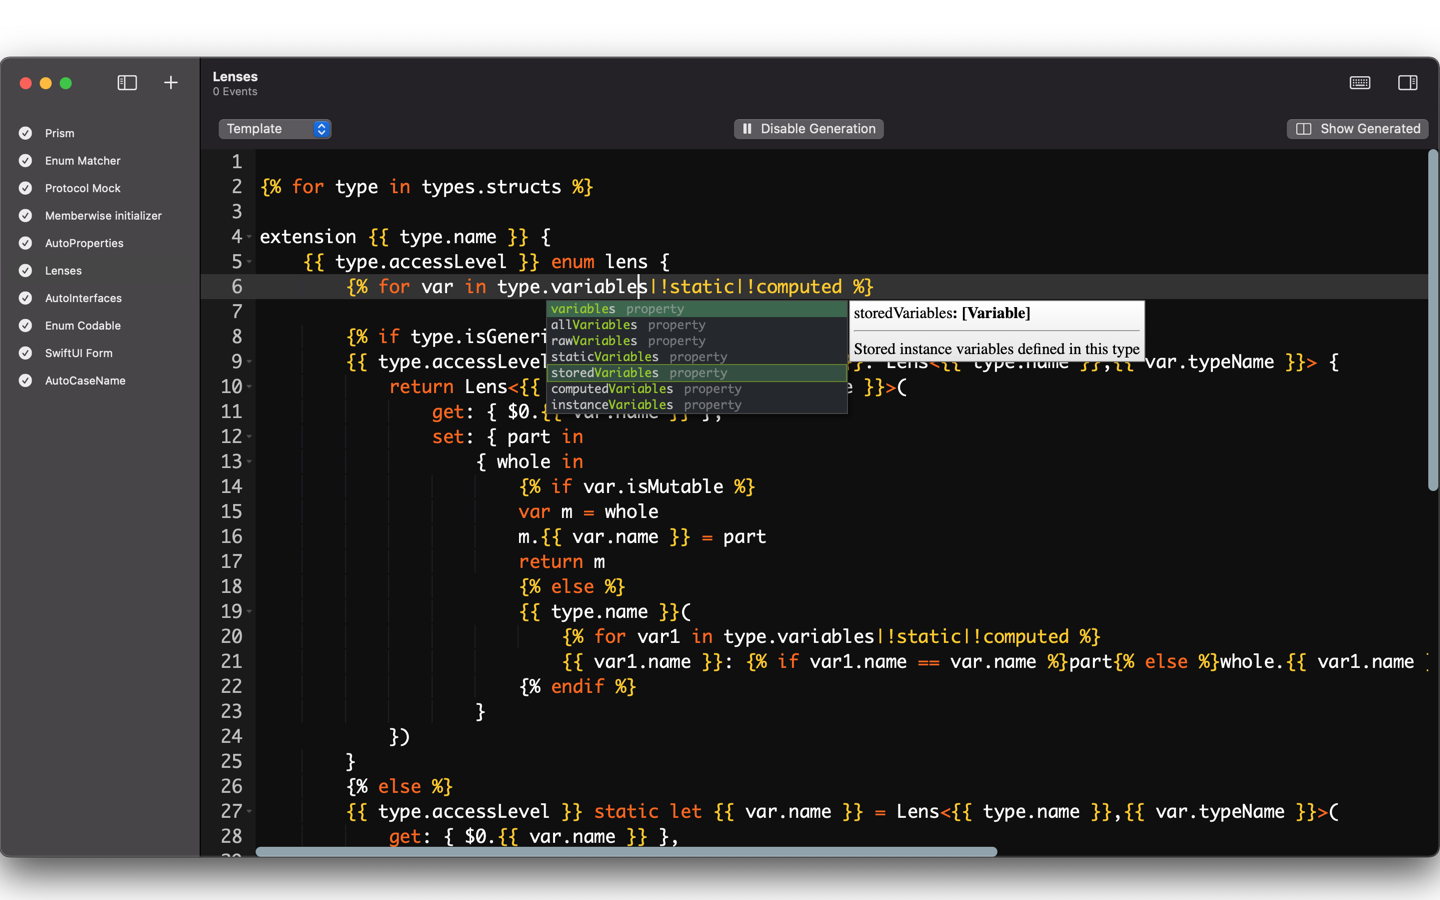 Lenses
0 Events
Template
Disable Generation
Show Generated
Prism
Enum Matcher
Protocol Mock
Memberwise initializer
AutoProperties
Lenses
AutoInterfaces
Enum Codable
SwiftUI Form
AutoCaseName
1
2 {% for type in types.structs %}
3
4 extension {{ type.name }} {
5 {{ type.accessLevel }} enum lens {
6 {% for var in type.variables|!static|!computed %}
7
variables property
allVariables property
rawVariables property
staticVariables property
storedVariables property
computedVariables property
instanceVariables property
storedVariables: [Variable]
Stored instance variables defined in this type
8 {% if type.isGeneri
9 {{ type.accessLevel }}: Lens<{{ type.name }},{{ var.typeName }}> {
10 return Lens<{{ e }}>(
11 get: { $0.{{ var.name }} },
12 set: { part in
13 { whole in
14 {% if var.isMutable %}
15 var m = whole
16 m.{{ var.name }} = part
17 return m
18 {% else %}
19 {{ type.name }}(
20 {% for var1 in type.variables|!static|!computed %}
21 {{ var1.name }}: {% if var1.name == var.name %}part{% else %}whole.{{ var1.name
22 {% endif %}
23 }
24 })
25 }
26 {% else %}
27 {{ type.accessLevel }} static let {{ var.name }} = Lens<{{ type.name }},{{ var.typeName }}>(
28 get: { $0.{{ var.name }} },